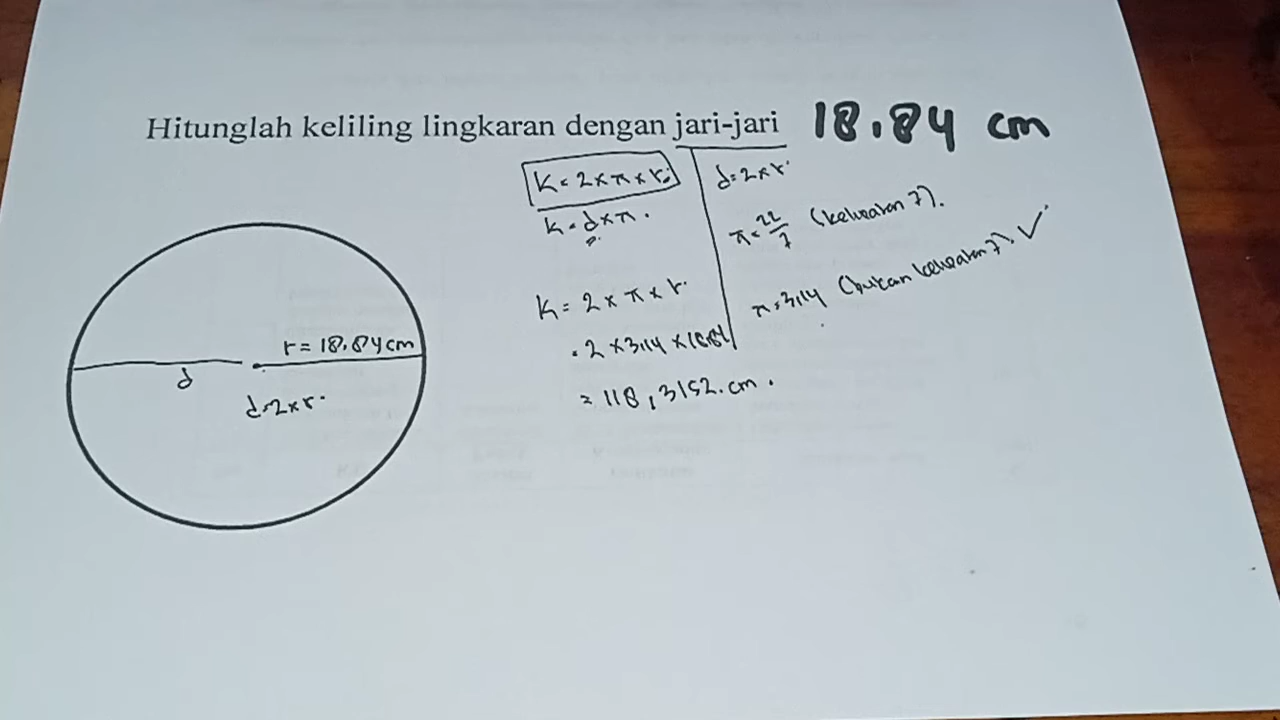 Hitunglah keliling lingkaran dengan jari-jari 18.84 cm
K = 2 x π x r.
K = d x π.
d = 2 x r.
π = 22/7 (kelipatan 7).
π = 3,14 (bukan kelipatan 7). ✓
r = 18.84 cm
d
d = 2 x r.
K = 2 x π x r.
= 2 x 3,14 x 18.84
= 118,3152 cm.